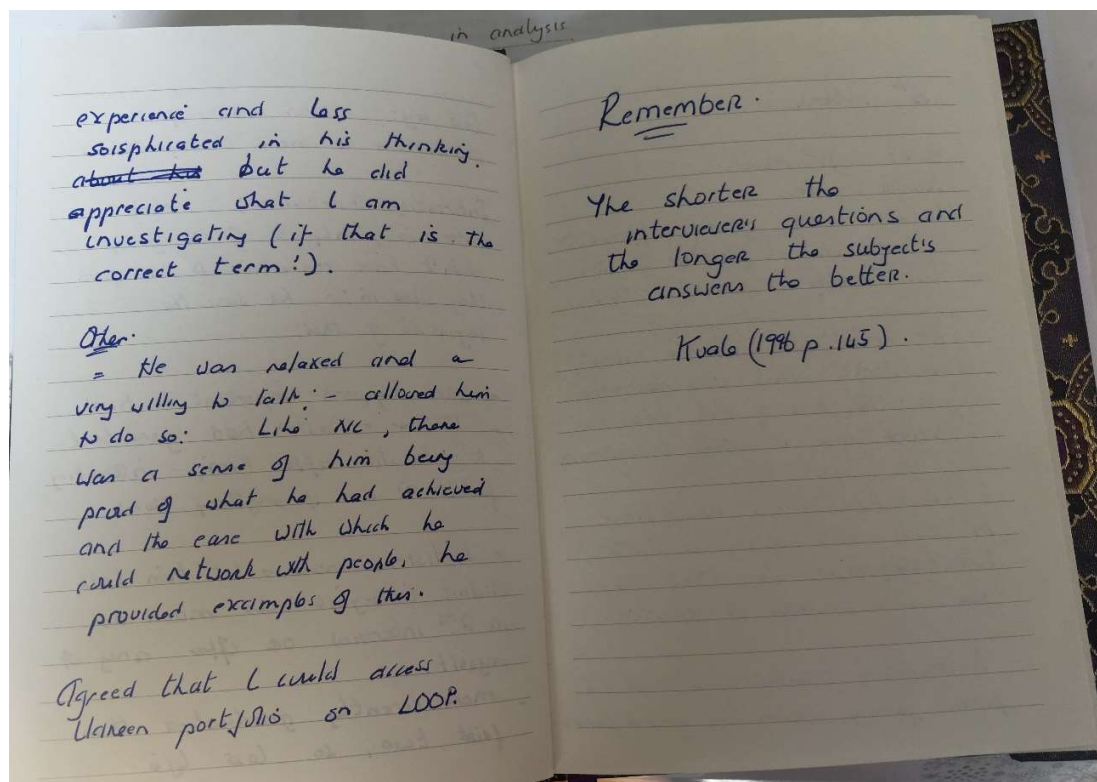 in analysis
experience and less
soisphicated in his thinking.
about his but he did
appreciate what I am
investigating (if that is the
correct term!).
Other.
= He was relaxed and a
very willing to talk: - allowed him
to do so: Like NC, there
was a sense of him being
proud of what he had achieved
and the ease with which he
could network with people, he
provided examples of this.
Agreed that I could access
portfolio on LOOP.
Remember.
The shorter the
interviewer's questions and
the longer the subject's
answers the better.
Kvale (1996 p.145).